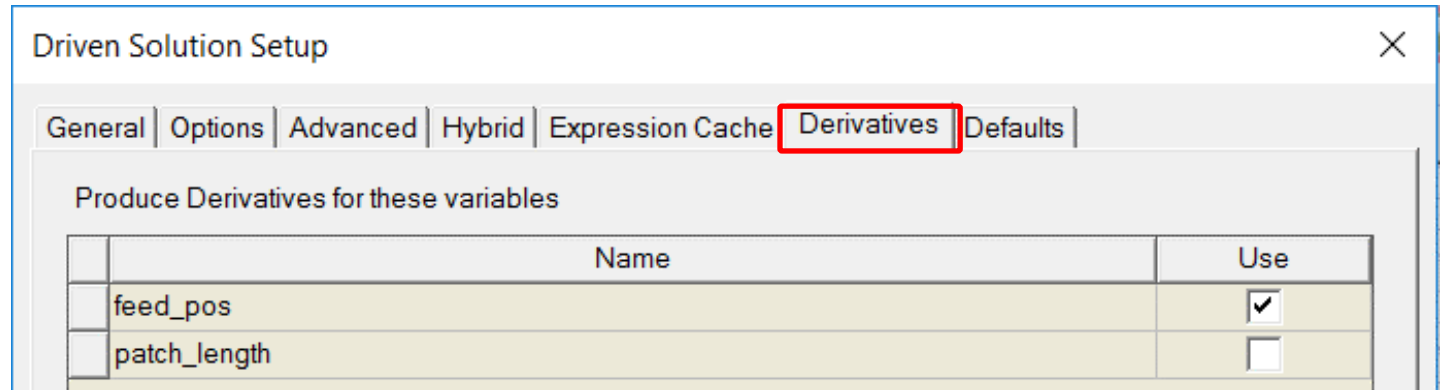 Driven Solution Setup
General Options Advanced Hybrid Expression Cache Derivatives Defaults
Produce Derivatives for these variables
Name Use
feed_pos
patch_length